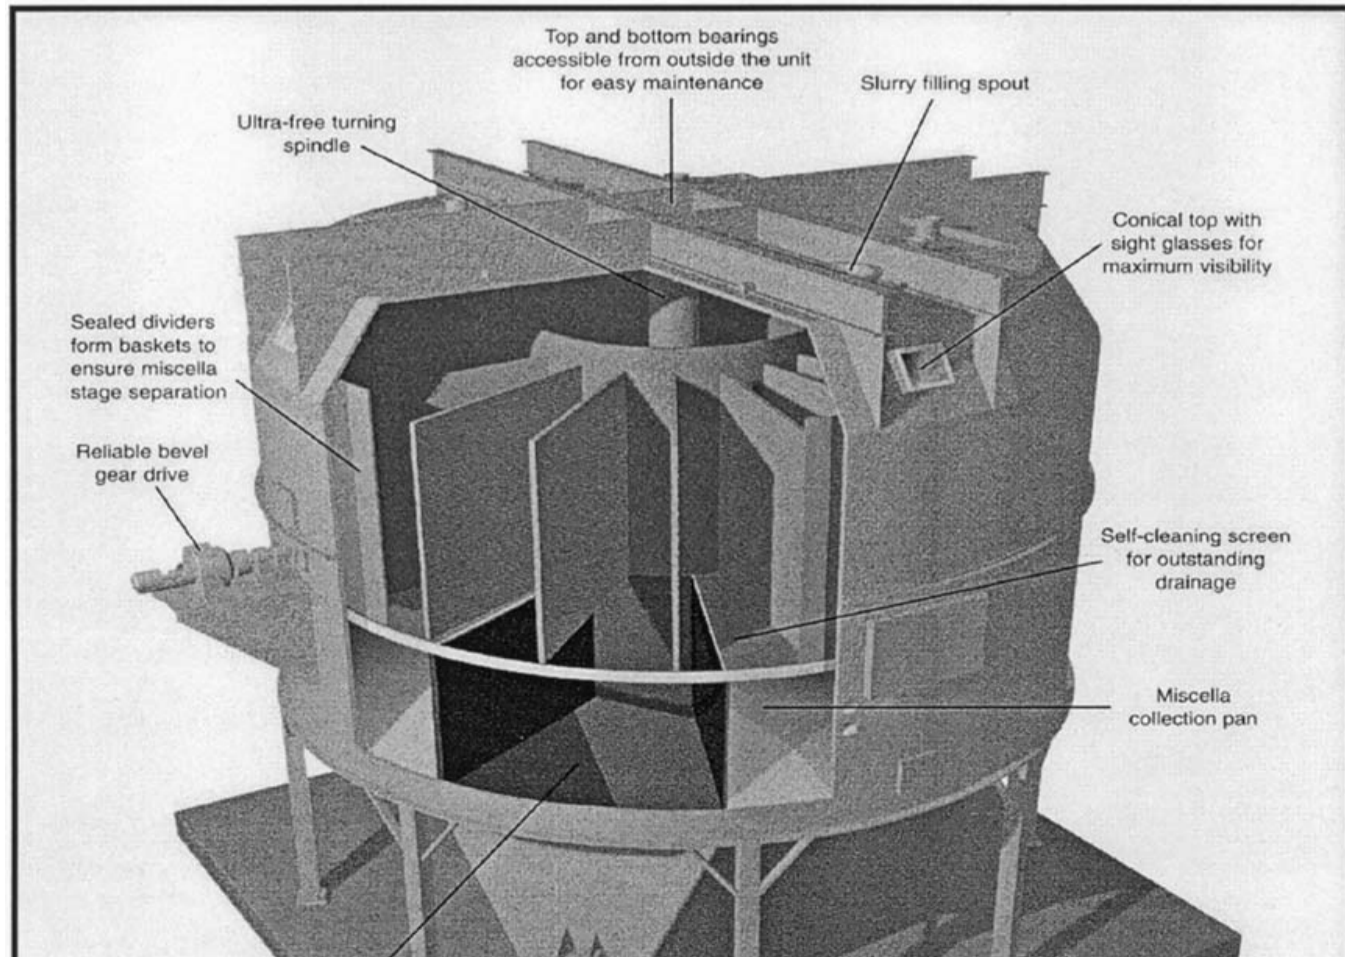 Top and bottom bearings
accessible from outside the unit
for easy maintenance
Slurry filling spout
Ultra-free turning
spindle
Conical top with
sight glasses for
maximum visibility
Sealed dividers
form baskets to
ensure miscella
stage separation
Reliable bevel
gear drive
Self-cleaning screen
for outstanding
drainage
Miscella
collection pan